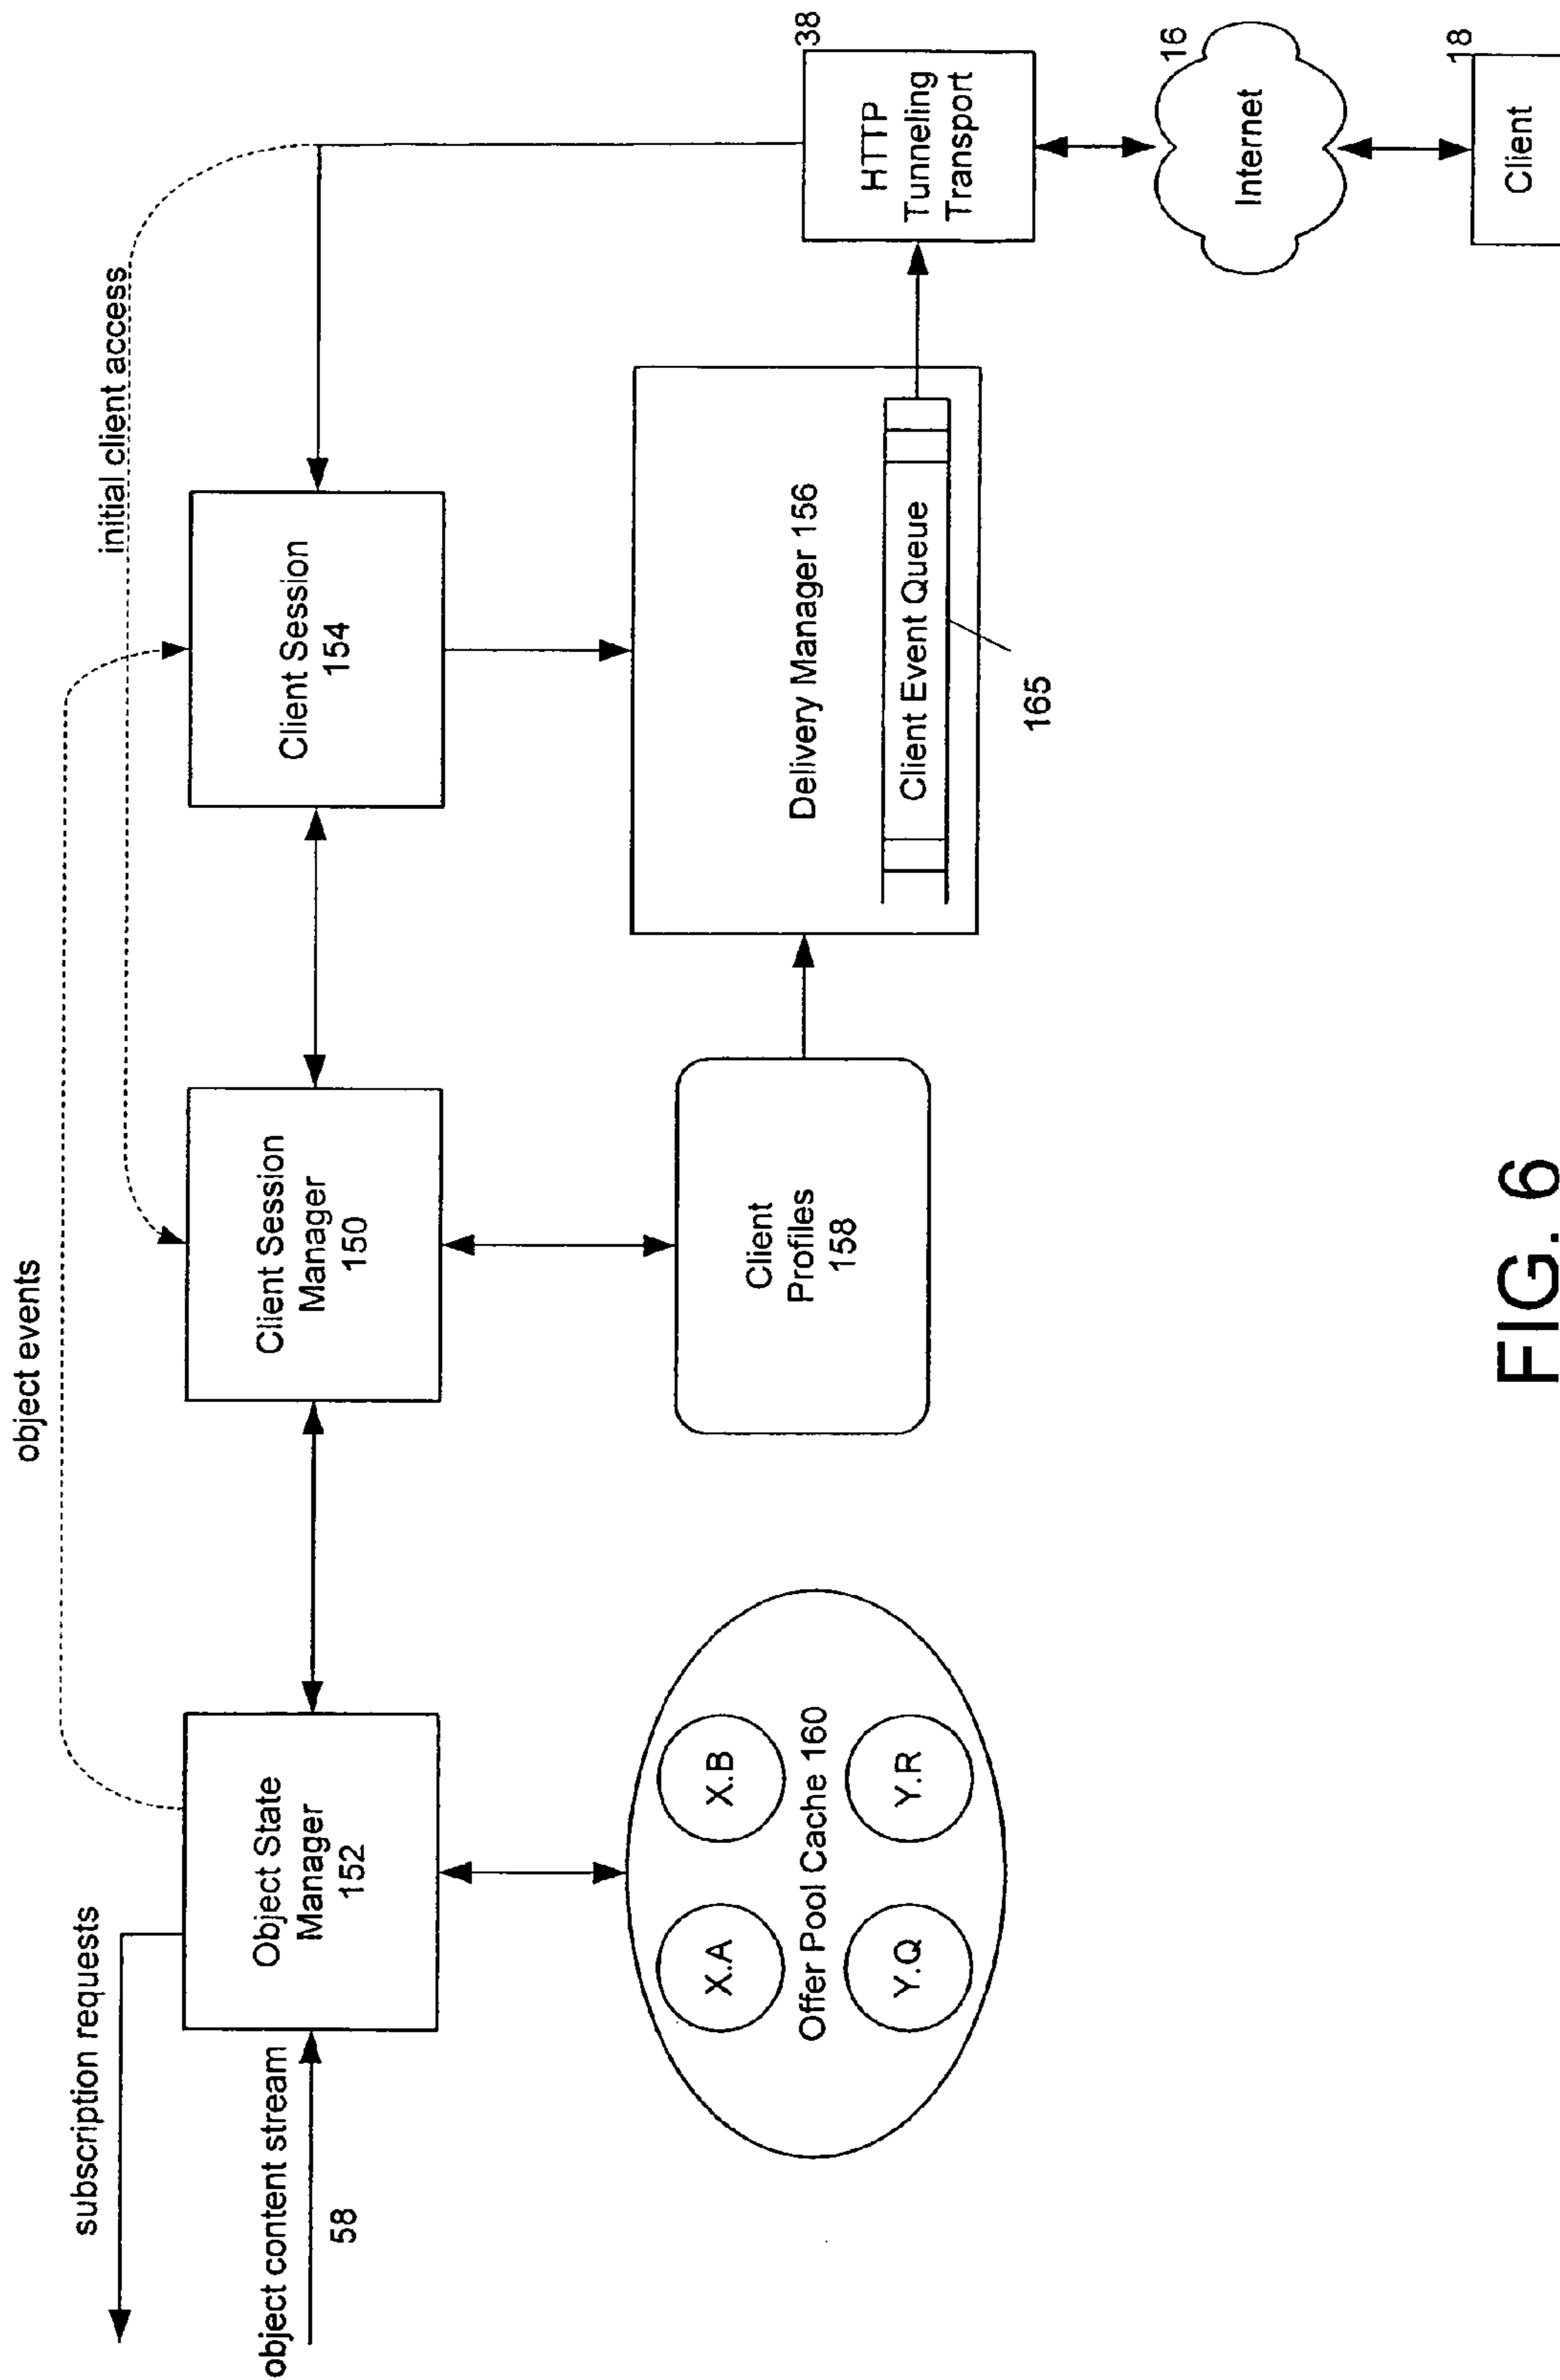 object events
initial client access
subscription requests
object content stream
58
Object State
Manager
152
Client Session
Manager
150
Client Session
154
38
HTTP
Tunneling
Transport
X.A
X.B
Offer Pool Cache 160
Y.Q
Y.R
Client
Profiles
158
Delivery Manager 156
Client Event Queue
165
16
Internet
18
Client
FIG. 6